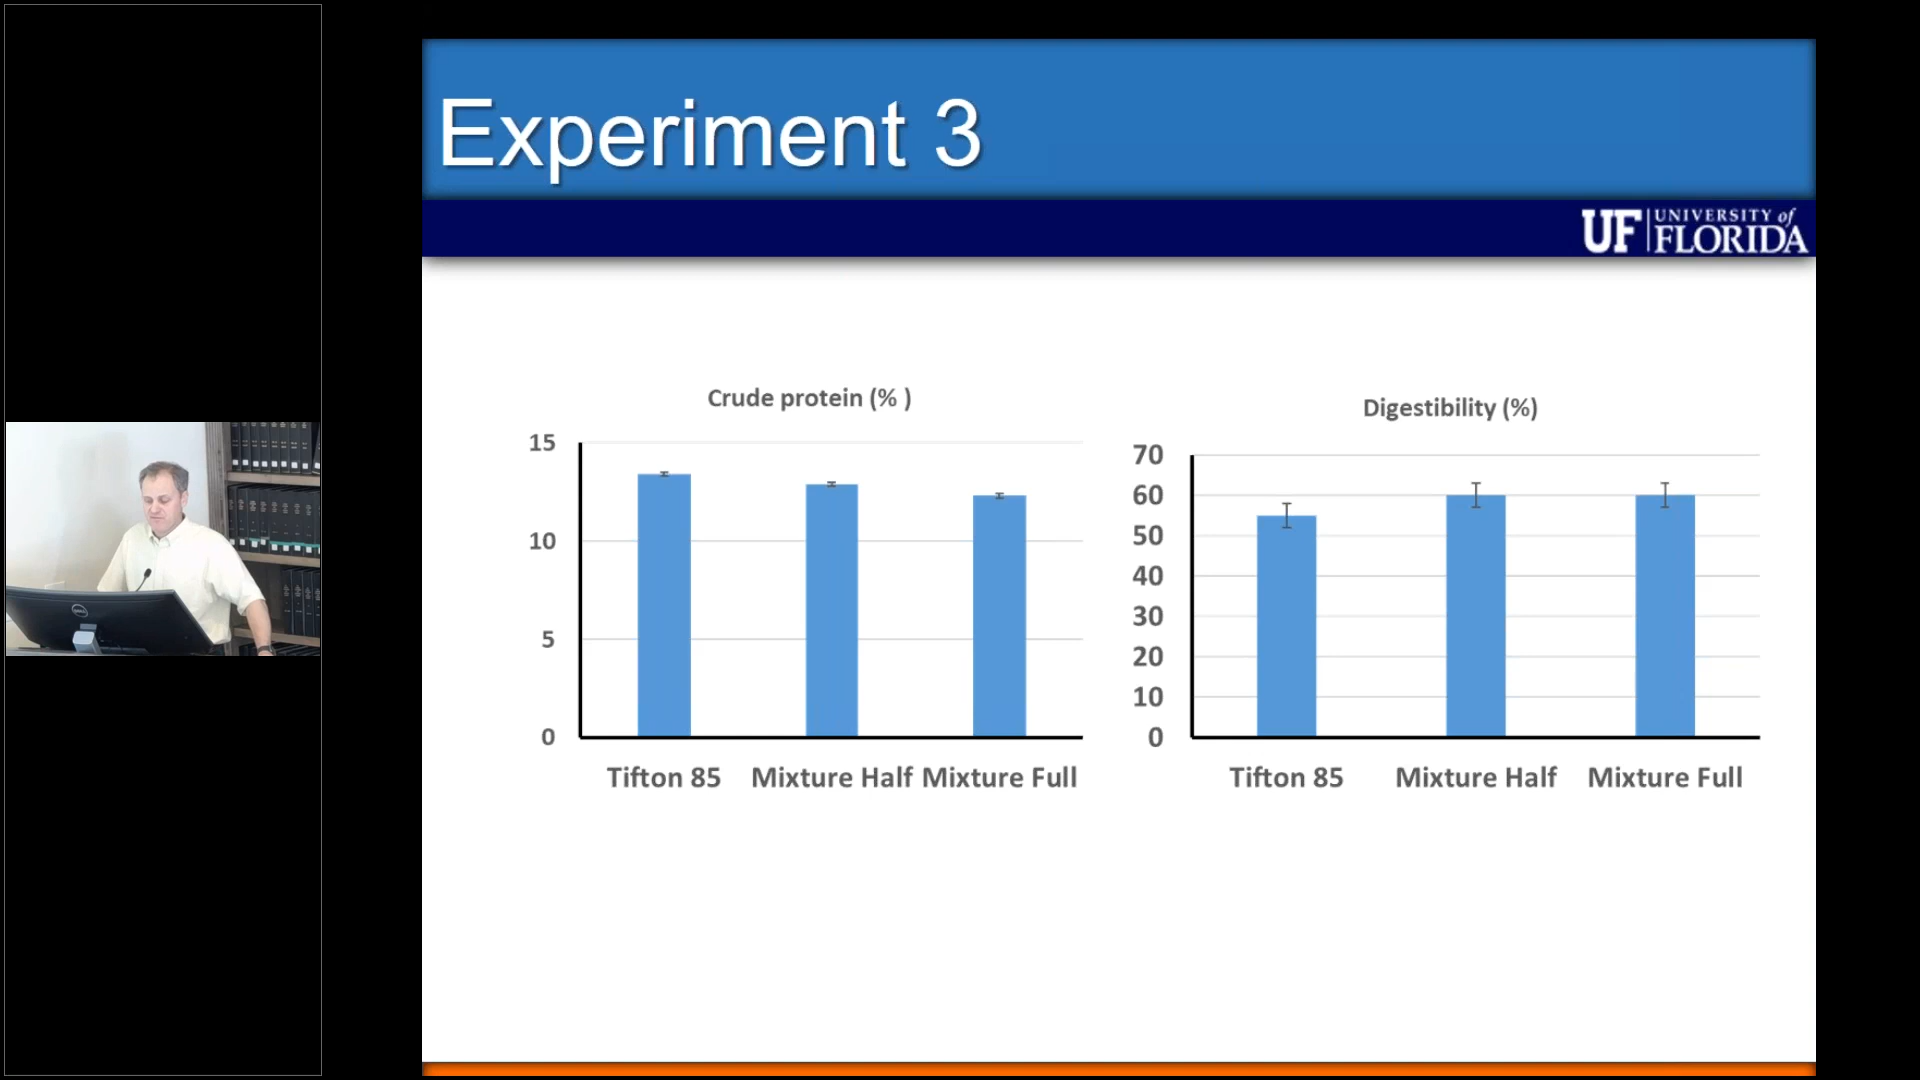 Experiment 3
UF UNIVERSITY of
FLORIDA
Crude protein (% )
15
10
5
0
Tifton 85 Mixture Half Mixture Full
Digestibility (%)
70
60
50
40
30
20
10
0
Tifton 85 Mixture Half Mixture Full
DELL